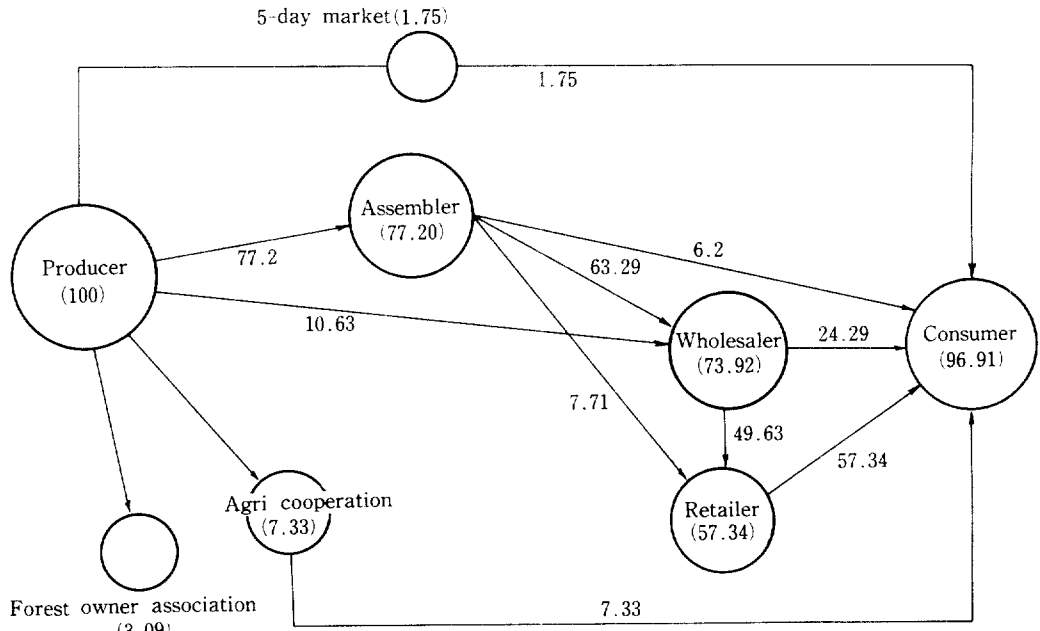 5-day market(1.75)
1.75
Assembler
(77.20)
77.2
6.2
63.29
Producer
(100)
10.63
Wholesaler
(73.92)
24.29
Consumer
(96.91)
7.71
49.63
57.34
Agri cooperation
(7.33)
Retailer
(57.34)
Forest owner association
(3.09)
7.33